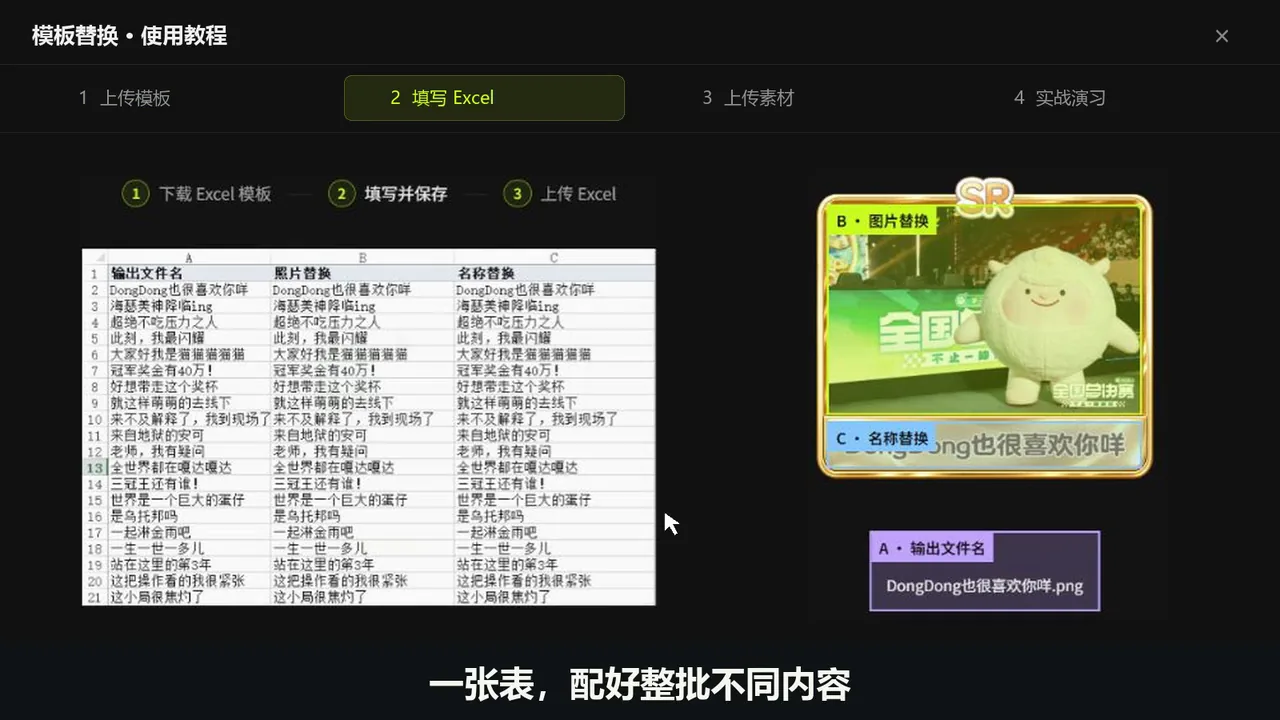 模板替换 • 使用教程
1 上传模板
2 填写 Excel
3 上传素材
4 实战演习
1 下载 Excel 模板
2 填写并保存
3 上传 Excel
A B C
1 输出文件名 照片替换 名称替换
2 DongDong也很喜欢你咩 DongDong也很喜欢你咩 DongDong也很喜欢你咩
3 海瑟美神降临ing 海瑟美神降临ing 海瑟美神降临ing
4 超绝不吃压力之人 超绝不吃压力之人 超绝不吃压力之人
5 此刻，我最闪耀 此刻，我最闪耀 此刻，我最闪耀
6 大家好我是猫猫猫猫猫 大家好我是猫猫猫猫猫 大家好我是猫猫猫猫猫
7 冠军奖金有40万！ 冠军奖金有40万！ 冠军奖金有40万！
8 好想带走这个奖杯 好想带走这个奖杯 好想带走这个奖杯
9 就这样萌萌的去线下 就这样萌萌的去线下 就这样萌萌的去线下
10 来不及解释了，我到现场了 来不及解释了，我到现场了 来不及解释了，我到现场了
11 来自地狱的安可 来自地狱的安可 来自地狱的安可
12 老师，我有疑问 老师，我有疑问 老师，我有疑问
13 全世界都在嘎达嘎达 全世界都在嘎达嘎达 全世界都在嘎达嘎达
14 三冠王还有谁！ 三冠王还有谁！ 三冠王还有谁！
15 世界是一个巨大的蛋仔 世界是一个巨大的蛋仔 世界是一个巨大的蛋仔
16 是乌托邦吗 是乌托邦吗 是乌托邦吗
17 一起淋金雨吧 一起淋金雨吧 一起淋金雨吧
18 一生一世一多儿 一生一世一多儿 一生一世一多儿
19 站在这里的第3年 站在这里的第3年 站在这里的第3年
20 这把操作看的我很紧张 这把操作看的我很紧张 这把操作看的我很紧张
21 这小局很焦灼了 这小局很焦灼了 这小局很焦灼了
SR
B • 图片替换
全国
不止一
全国总决赛
C • 名称替换
DongDong也很喜欢你咩
A • 输出文件名
DongDong也很喜欢你咩.png
一张表，配好整批不同内容